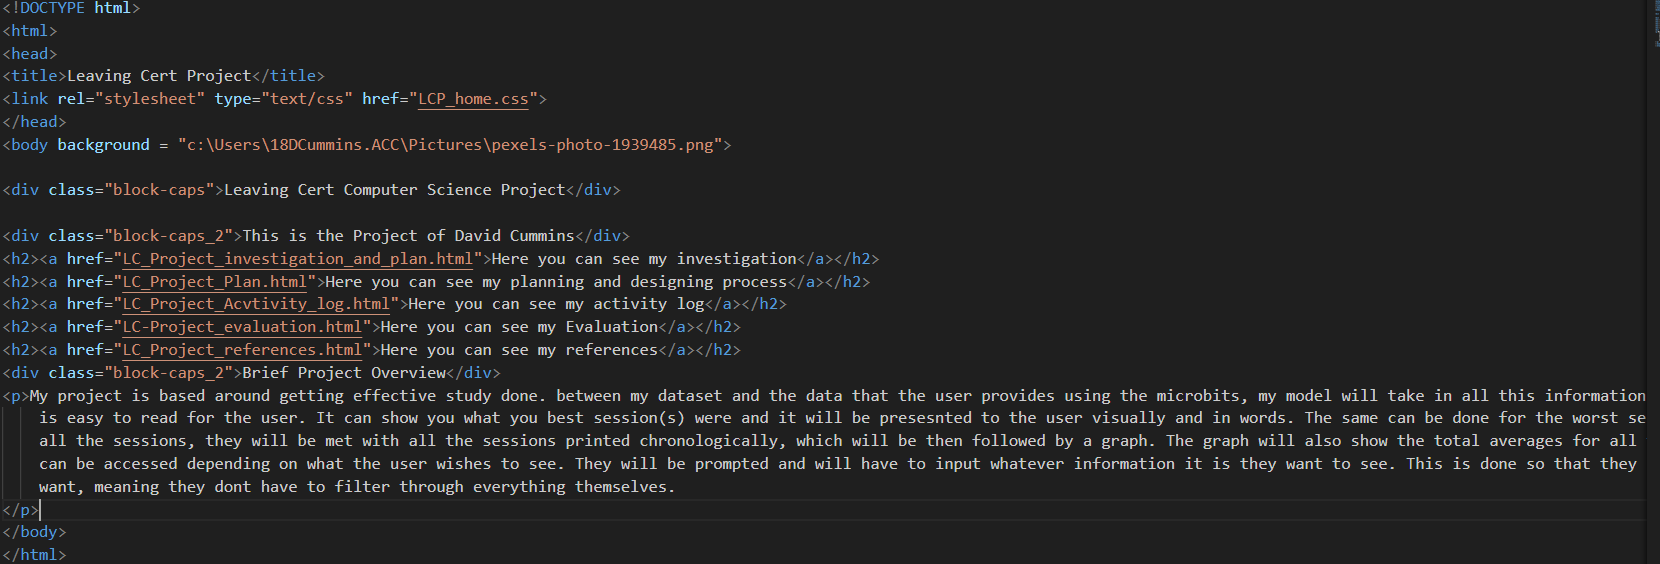 <!DOCTYPE html>
<html>
<head>
<title>Leaving Cert Project</title>
<link rel="stylesheet" type="text/css" href="LCP_home.css">
</head>
<body background = "c:\Users\18DCummins.ACC\Pictures\pexels-photo-1939485.png">
<div class="block-caps">Leaving Cert Computer Science Project</div>
<div class="block-caps_2">This is the Project of David Cummins</div>
<h2><a href="LC_Project_investigation_and_plan.html">Here you can see my investigation</a></h2>
<h2><a href="LC_Project_Plan.html">Here you can see my planning and designing process</a></h2>
<h2><a href="LC_Project_Acvtivity_log.html">Here you can see my activity log</a></h2>
<h2><a href="LC-Project_evaluation.html">Here you can see my Evaluation</a></h2>
<h2><a href="LC_Project_references.html">Here you can see my references</a></h2>
<div class="block-caps_2">Brief Project Overview</div>
<p>My project is based around getting effective study done. between my dataset and the data that the user provides using the microbits, my model will take in all this information
is easy to read for the user. It can show you what you best session(s) were and it will be presesnted to the user visually and in words. The same can be done for the worst se
all the sessions, they will be met with all the sessions printed chronologically, which will be then followed by a graph. The graph will also show the total averages for all
can be accessed depending on what the user wishes to see. They will be prompted and will have to input whatever information it is they want to see. This is done so that they
want, meaning they dont have to filter through everything themselves.
</p>
</body>
</html>